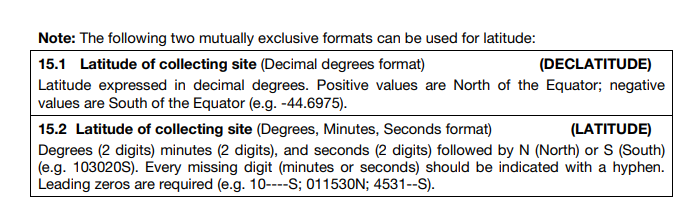 Note: The following two mutually exclusive formats can be used for latitude:
15.1 Latitude of collecting site (Decimal degrees format) (DECLATITUDE)
Latitude expressed in decimal degrees. Positive values are North of the Equator; negative
values are South of the Equator (e.g. -44.6975).
15.2 Latitude of collecting site (Degrees, Minutes, Seconds format) (LATITUDE)
Degrees (2 digits) minutes (2 digits), and seconds (2 digits) followed by N (North) or S (South)
(e.g. 103020S). Every missing digit (minutes or seconds) should be indicated with a hyphen.
Leading zeros are required (e.g. 10----S; 011530N; 4531--S).